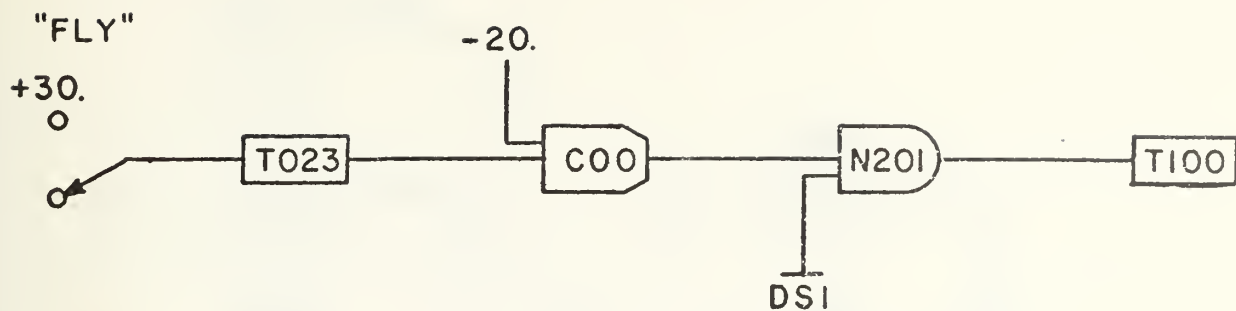 "FLY"
-20.
+30.
T023
C00
N201
T100
DS1